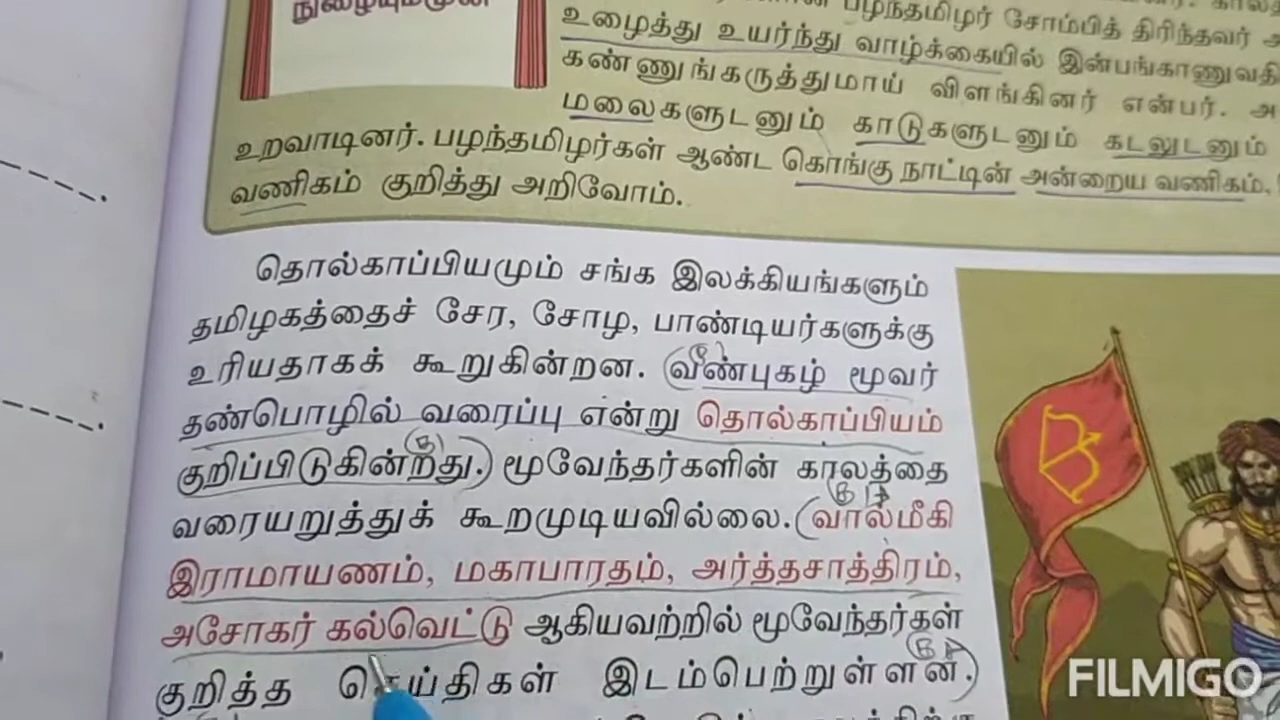 நுழையுமுன்
பழந்தமிழர் சோம்பித் திரிந்தவர்
உழைத்து உயர்ந்து வாழ்க்கையில் இன்பங்காணுவதி
கண்ணுங்கருத்துமாய் விளங்கினர் என்பர்.
மலைகளுடனும் காடுகளுடனும் கடலுடனும்
உறவாடினர். பழந்தமிழர்கள் ஆண்ட கொங்கு நாட்டின் அன்றைய வணிகம்,
வணிகம் குறித்து அறிவோம்.
தொல்காப்பியமும் சங்க இலக்கியங்களும்
தமிழகத்தைச் சேர, சோழ, பாண்டியர்களுக்கு
உரியதாகக் கூறுகின்றன. (வண்புகழ் மூவர்
தண்பொழில் வரைப்பு என்று தொல்காப்பியம்
குறிப்பிடுகின்றது.) மூவேந்தர்களின் காலத்தை
வரையறுத்துக் கூறமுடியவில்லை. (வால்மீகி
இராமாயணம், மகாபாரதம், அர்த்தசாத்திரம்,
அசோகர் கல்வெட்டு ஆகியவற்றில் மூவேந்தர்கள்
குறித்த செய்திகள் இடம்பெற்றுள்ளன.)
FILMIGO